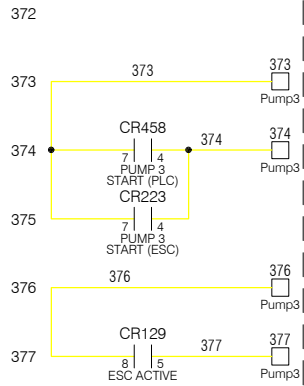 372
373 373 373
Pump3
CR458
374 374 374
7 4
Pump3
PUMP 3
START (PLC)
CR223
375
7 4
PUMP 3
START (ESC)
376 376 376
Pump3
CR129
377 377 377
8 5
Pump3
ESC ACTIVE